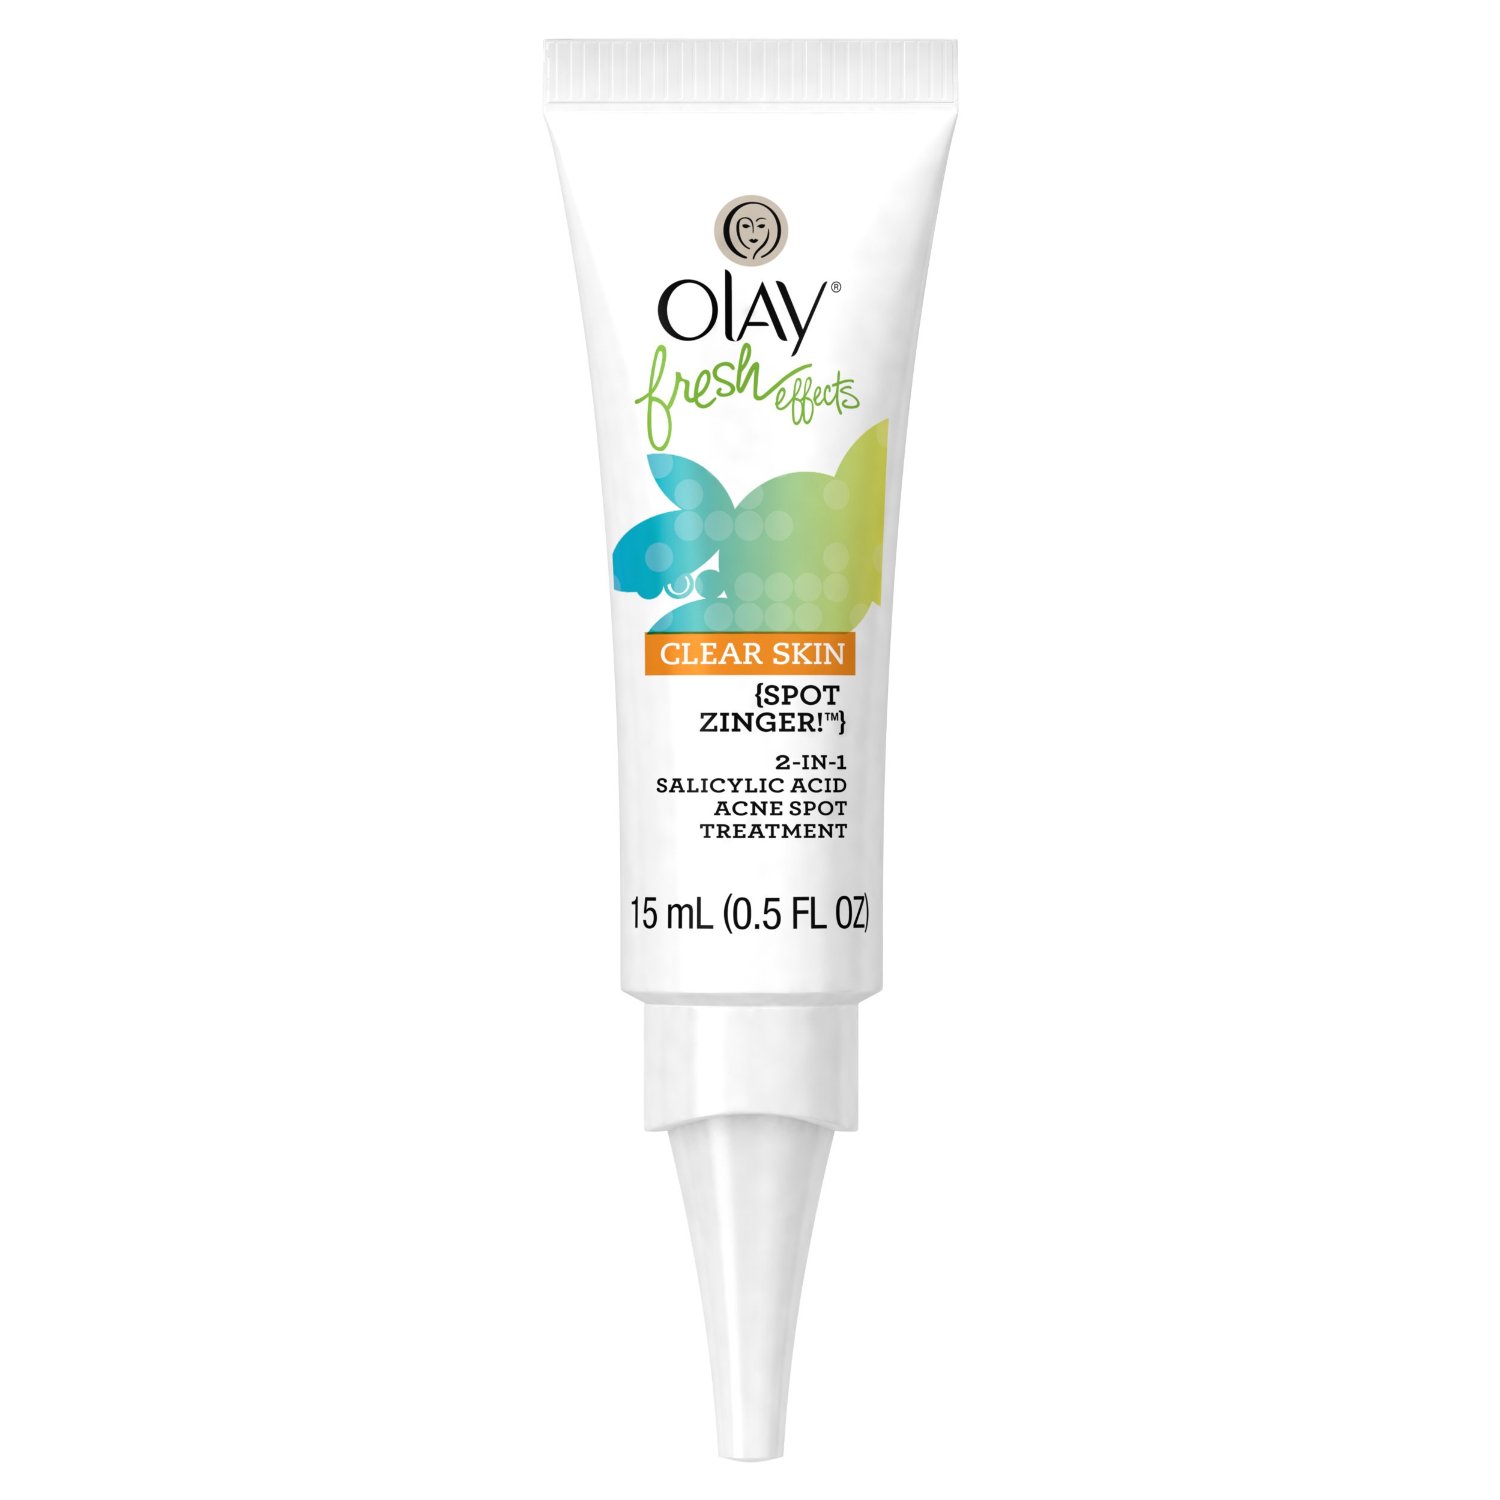 OLAY®
fresh effects
CLEAR SKIN
{SPOT
ZINGER!™}
2-IN-1
SALICYLIC ACID
ACNE SPOT
TREATMENT
15 mL (0.5 FL OZ)